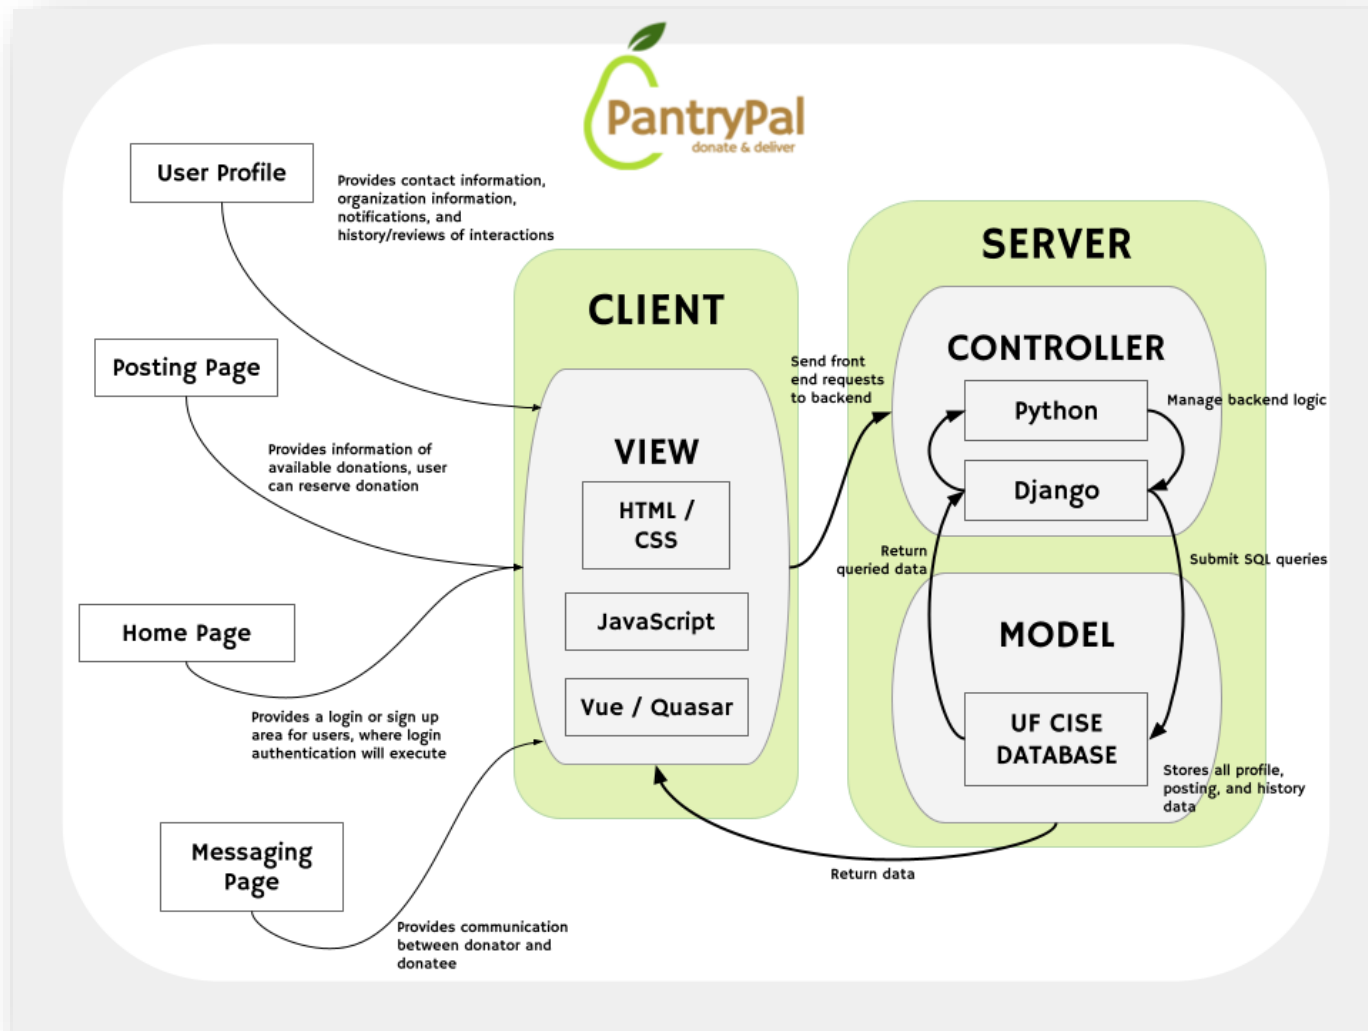 PantryPal
donate & deliver
User Profile
Provides contact information,
organization information,
notifications, and
history/reviews of interactions
Posting Page
Provides information of
available donations, user
can reserve donation
Home Page
Provides a login or sign up
area for users, where login
authentication will execute
Messaging
Page
Provides communication
between donator and
donatee
CLIENT
VIEW
HTML /
CSS
JavaScript
Vue / Quasar
Send front
end requests
to backend
SERVER
CONTROLLER
Python
Manage backend logic
Django
Return
queried data
Submit SQL queries
MODEL
UF CISE
DATABASE
Stores all profile,
posting, and history
data
Return data